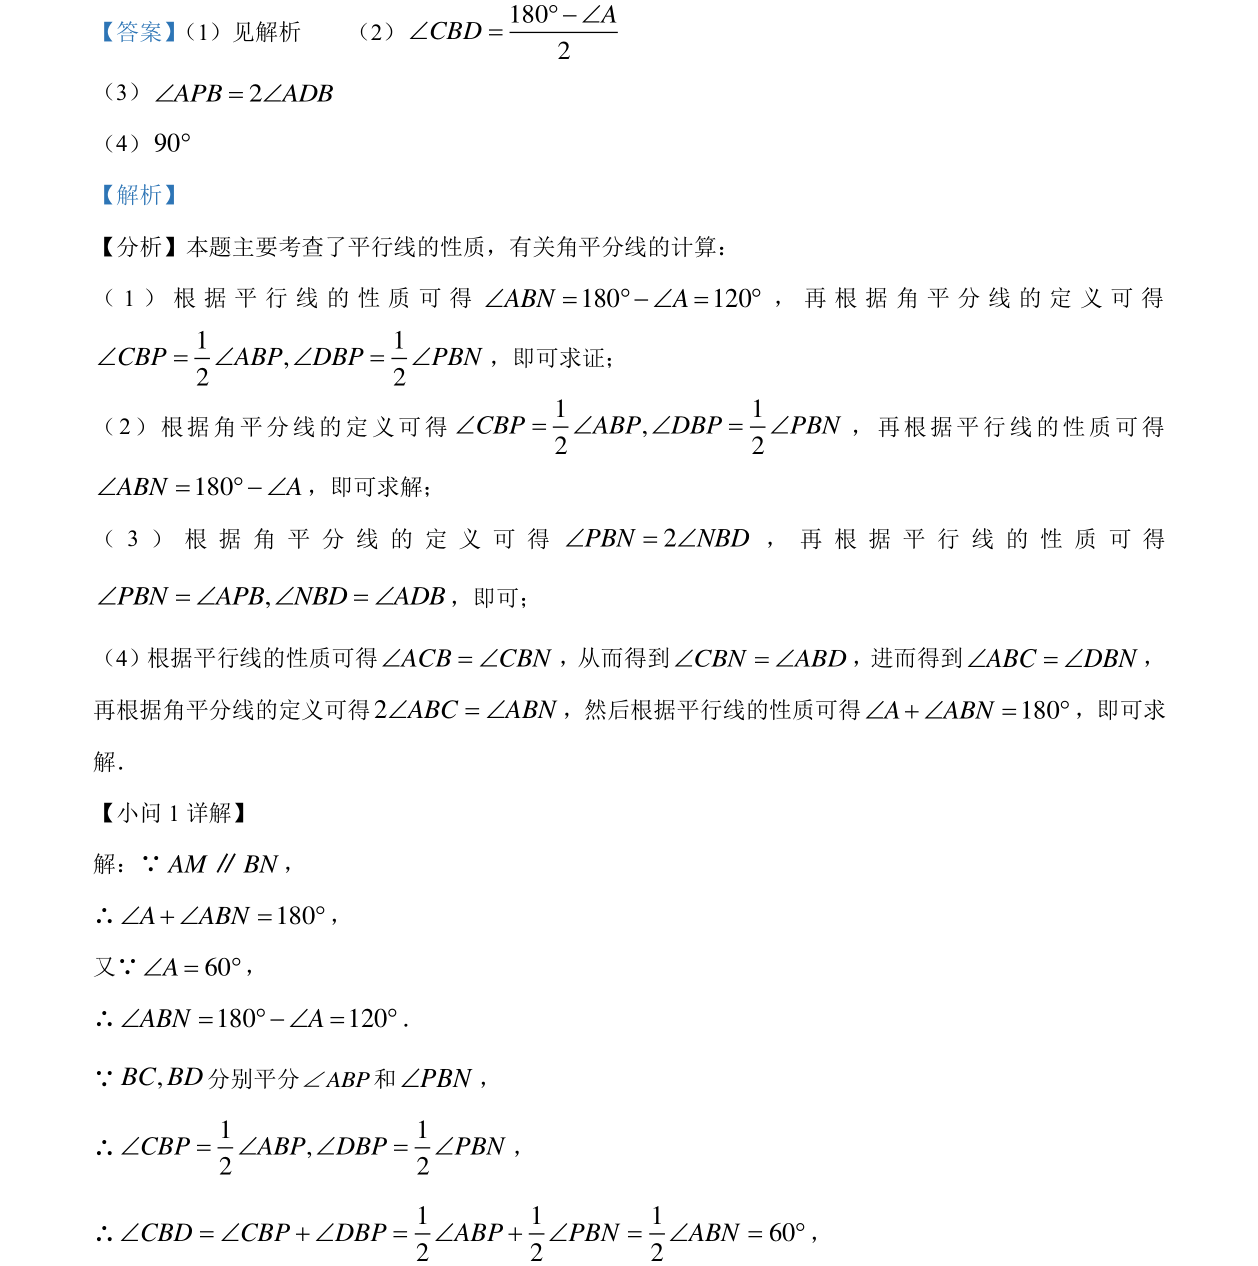 【答案】（1）见解析 （2）∠CBD = (180° − ∠A)/2
（3）∠APB = 2∠ADB
（4）90°
【解析】
【分析】本题主要考查了平行线的性质，有关角平分线的计算：
（1）根据平行线的性质可得 ∠ABN = 180° − ∠A = 120°，再根据角平分线的定义可得
∠CBP = 1/2 ∠ABP, ∠DBP = 1/2 ∠PBN，即可求证；
（2）根据角平分线的定义可得 ∠CBP = 1/2 ∠ABP, ∠DBP = 1/2 ∠PBN，再根据平行线的性质可得
∠ABN = 180° − ∠A，即可求解；
（3）根据角平分线的定义可得 ∠PBN = 2∠NBD，再根据平行线的性质可得
∠PBN = ∠APB, ∠NBD = ∠ADB，即可；
（4）根据平行线的性质可得∠ACB = ∠CBN，从而得到∠CBN = ∠ABD，进而得到∠ABC = ∠DBN，
再根据角平分线的定义可得2∠ABC = ∠ABN，然后根据平行线的性质可得∠A + ∠ABN = 180°，即可求
解．
【小问 1 详解】
解：∵ AM ∥ BN，
∴ ∠A + ∠ABN = 180°，
又∵ ∠A = 60°，
∴ ∠ABN = 180° − ∠A = 120°．
∵ BC, BD 分别平分∠ABP和∠PBN，
∴ ∠CBP = 1/2 ∠ABP, ∠DBP = 1/2 ∠PBN，
∴ ∠CBD = ∠CBP + ∠DBP = 1/2 ∠ABP + 1/2 ∠PBN = 1/2 ∠ABN = 60°，